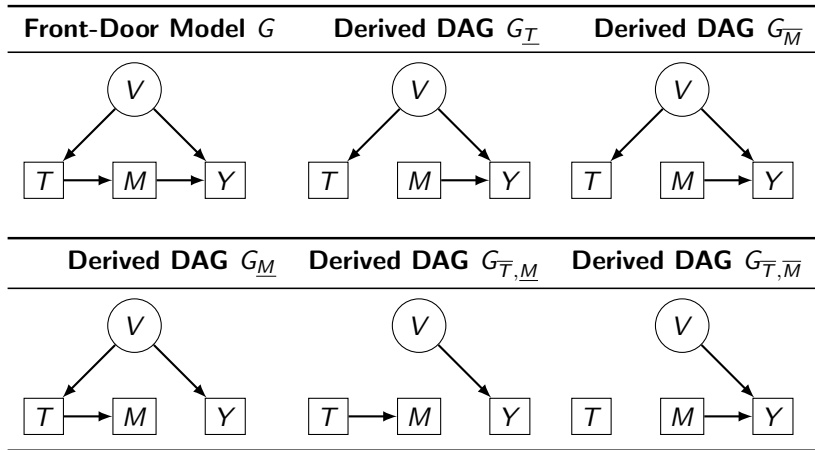 Front-Door Model G Derived DAG G_T̲ Derived DAG G_M̅
V V V
T M Y T M Y T M Y
Derived DAG G_M̲ Derived DAG G_T̅,M̲ Derived DAG G_T̅,M̅
V V V
T M Y T M Y T M Y